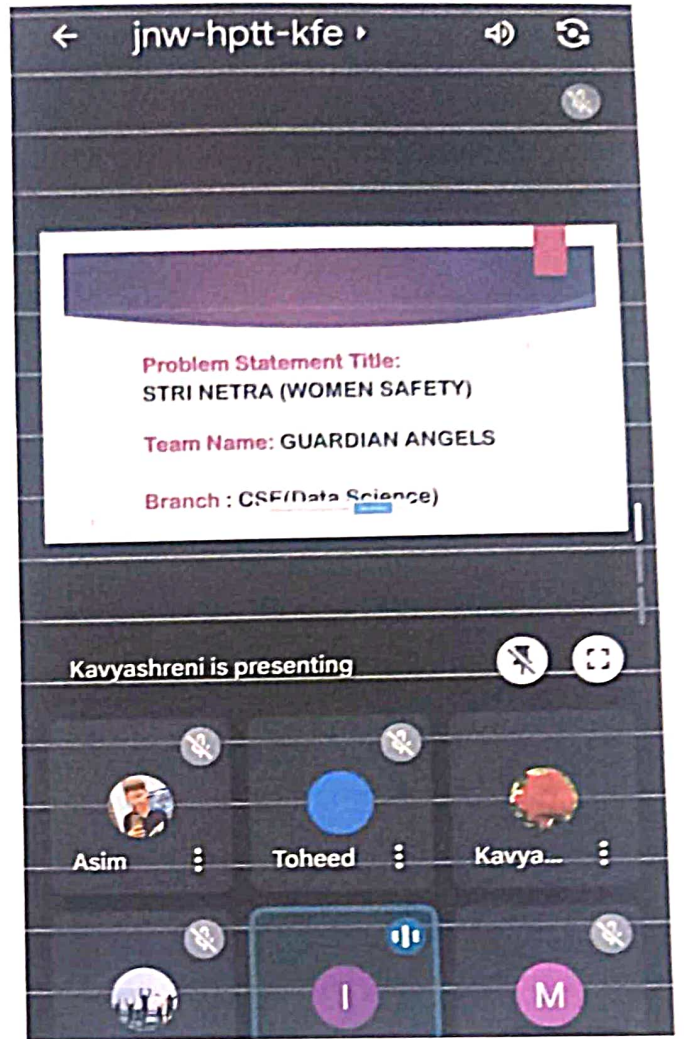 jnw-hptt-kfe
Problem Statement Title:
STRI NETRA (WOMEN SAFETY)
Team Name: GUARDIAN ANGELS
Branch : CSE(Data Science)
Kavyashreni is presenting
Asim
Toheed
Kavya...
I
M